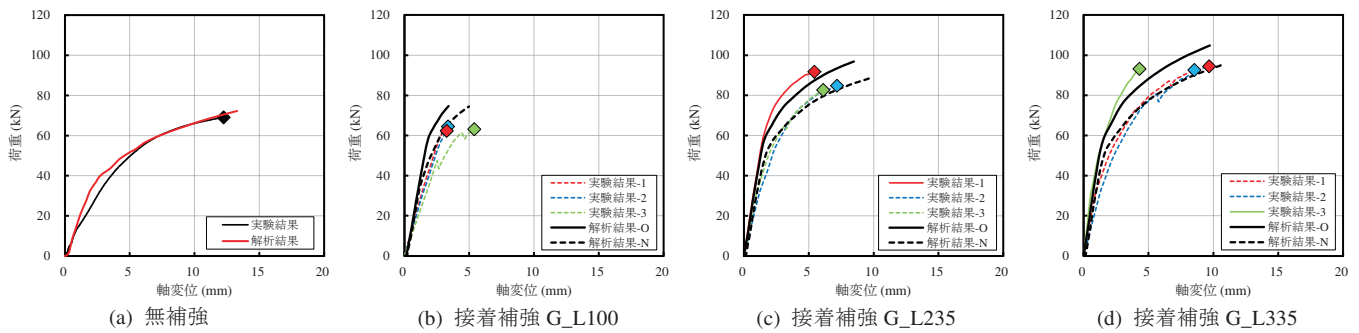 120
100
80
60
40
20
0
荷重 (kN)
0 5 10 15 20
軸変位 (mm)
実験結果
解析結果
(a) 無補強
120
100
80
60
40
20
0
荷重 (kN)
0 5 10 15 20
軸変位 (mm)
実験結果-1
実験結果-2
実験結果-3
解析結果-O
解析結果-N
(b) 接着補強 G_L100
120
100
80
60
40
20
0
荷重 (kN)
0 5 10 15 20
軸変位 (mm)
実験結果-1
実験結果-2
実験結果-3
解析結果-O
解析結果-N
(c) 接着補強 G_L235
120
100
80
60
40
20
0
荷重 (kN)
0 5 10 15 20
軸変位 (mm)
実験結果-1
実験結果-2
実験結果-3
解析結果-O
解析結果-N
(d) 接着補強 G_L335